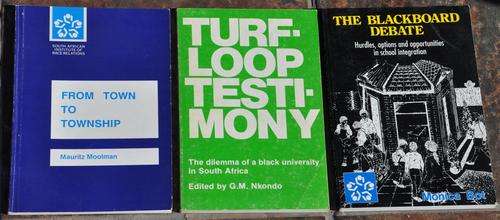 SOUTH AFRICAN
INSTITUTE OF
RACE RELATIONS
FROM TOWN
TO
TOWNSHIP
Mauritz Moolman
TURF-
LOOP
TESTI-
MONY
The dilemma of a black university
in South Africa
Edited by G.M. Nkondo
THE BLACKBOARD
DEBATE
Hurdles, options and opportunities
in school integration
Monica Bot